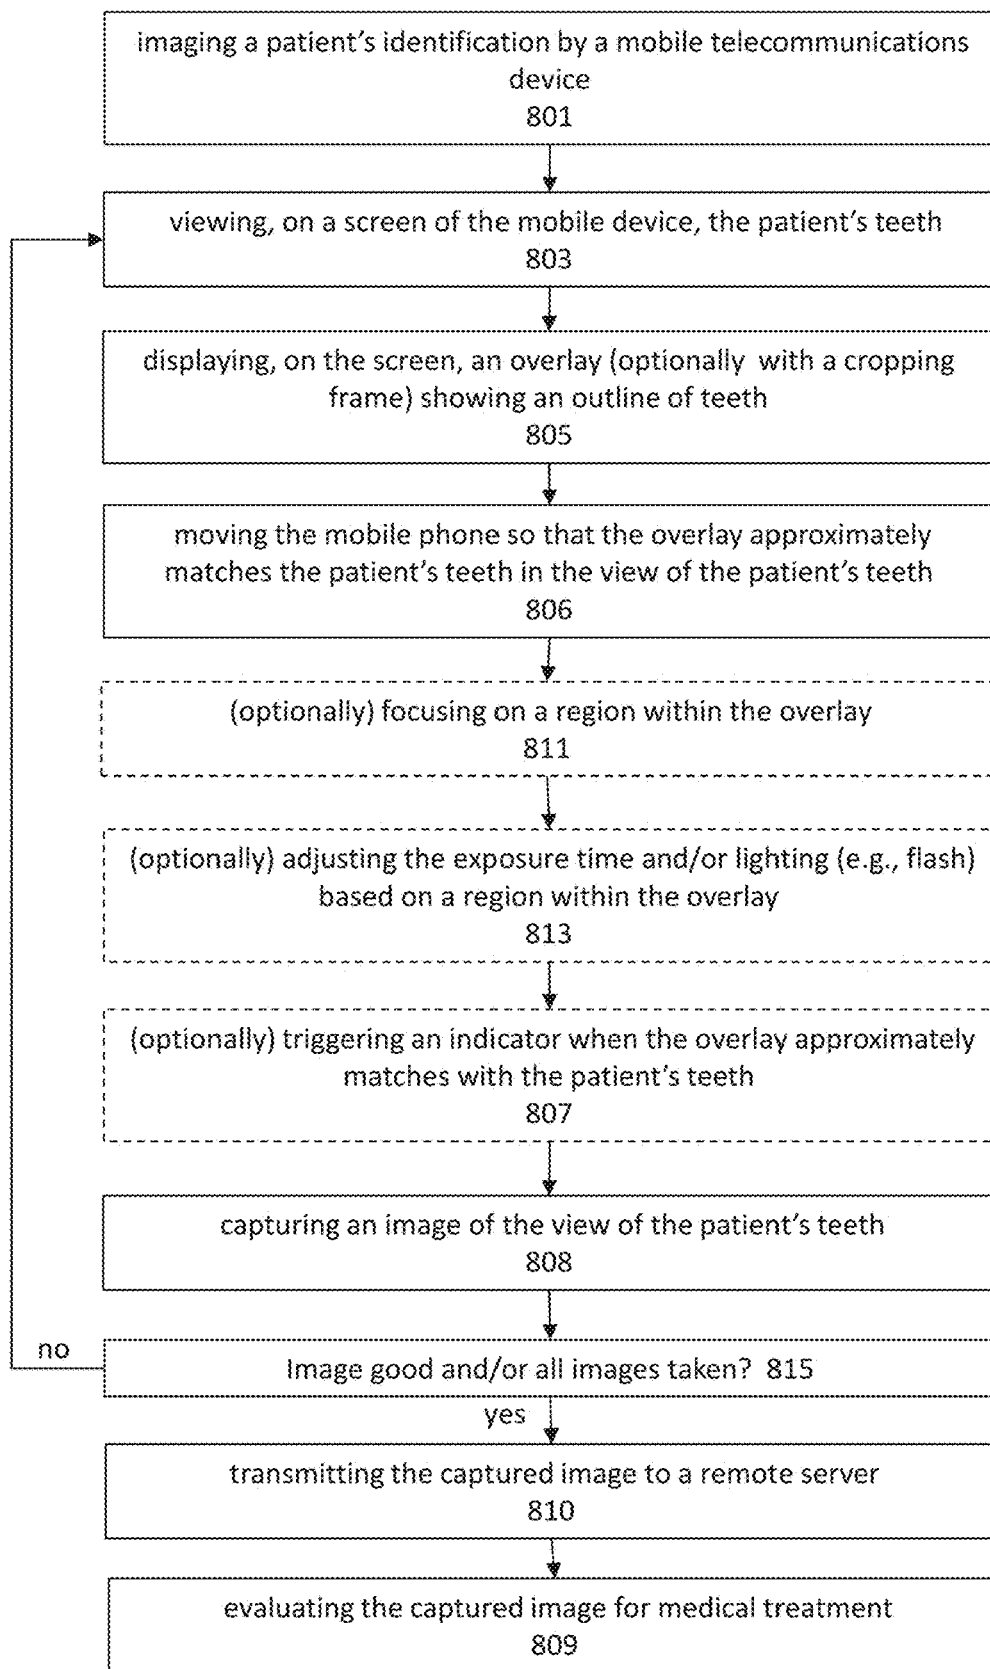 imaging a patient's identification by a mobile telecommunications
device
801
viewing, on a screen of the mobile device, the patient's teeth
803
displaying, on the screen, an overlay (optionally with a cropping
frame) showing an outline of teeth
805
moving the mobile phone so that the overlay approximately
matches the patient's teeth in the view of the patient's teeth
806
(optionally) focusing on a region within the overlay
811
(optionally) adjusting the exposure time and/or lighting (e.g., flash)
based on a region within the overlay
813
(optionally) triggering an indicator when the overlay approximately
matches with the patient's teeth
807
capturing an image of the view of the patient's teeth
808
no
Image good and/or all images taken? 815
yes
transmitting the captured image to a remote server
810
evaluating the captured image for medical treatment
809